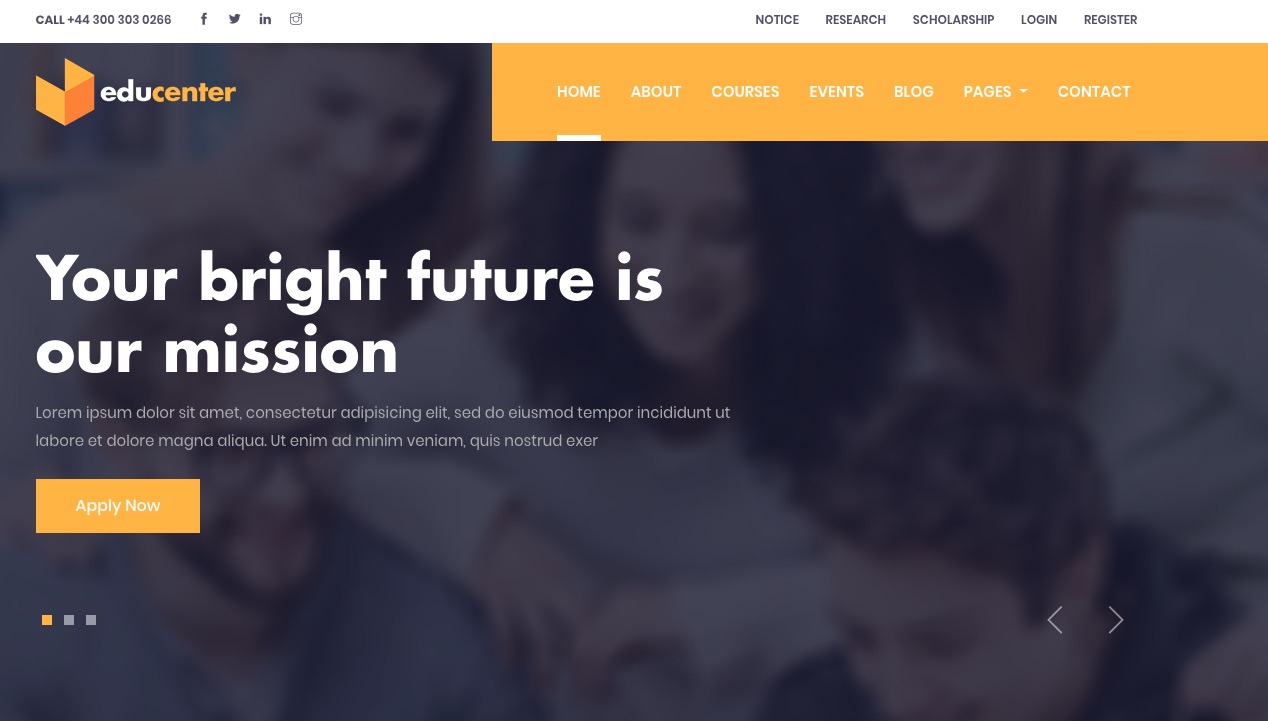 CALL +44 300 303 0266
NOTICE RESEARCH SCHOLARSHIP LOGIN REGISTER
educenter
HOME ABOUT COURSES EVENTS BLOG PAGES CONTACT
Your bright future is
our mission
Lorem ipsum dolor sit amet, consectetur adipisicing elit, sed do eiusmod tempor incididunt ut
labore et dolore magna aliqua. Ut enim ad minim veniam, quis nostrud exer
Apply Now